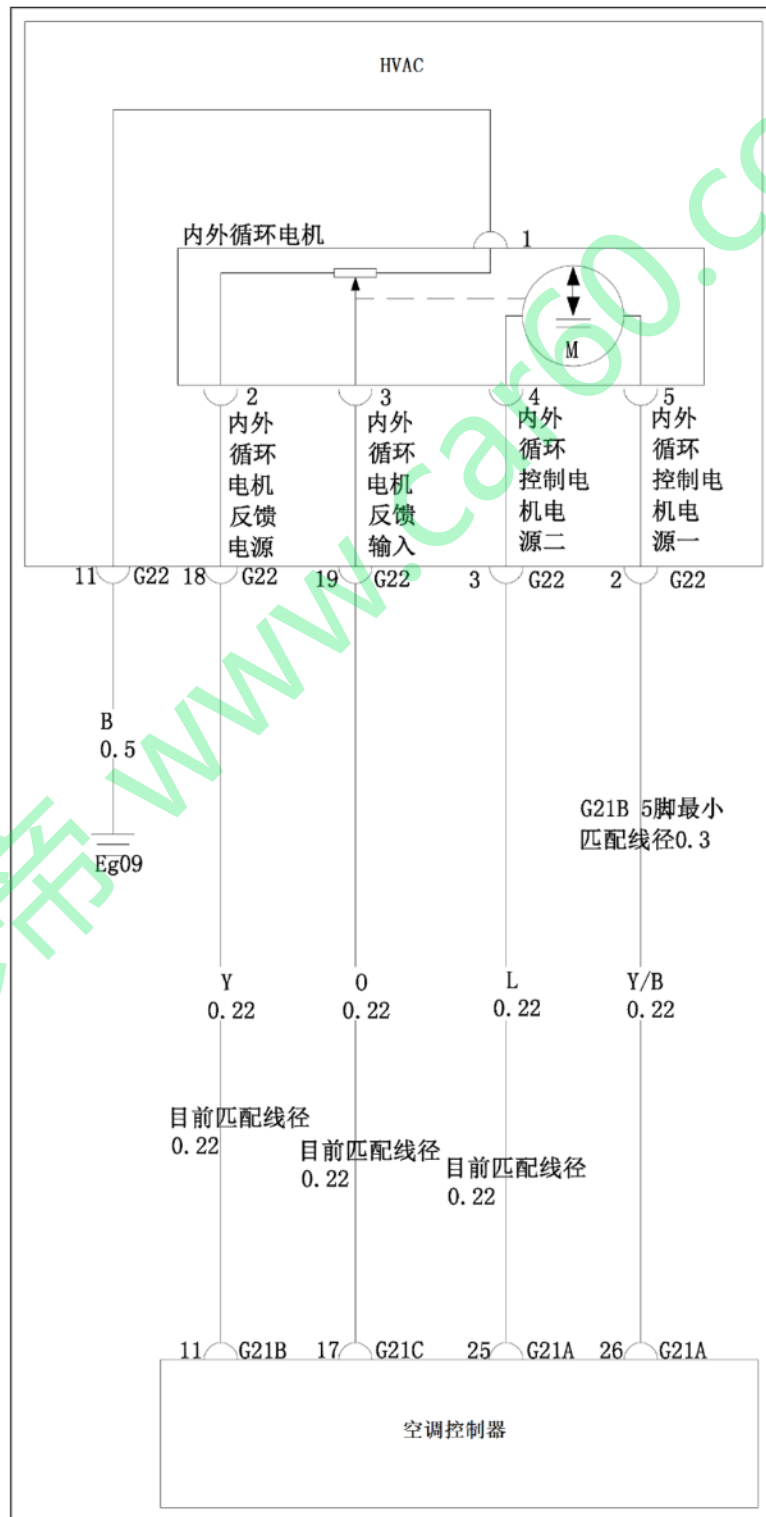 HVAC
内外循环电机
1
M
2
3
4
5
内外
循环
电机
反馈
电源
内外
循环
电机
反馈
输入
内外
循环
控制电
机电
源二
内外
循环
控制电
机电
源一
11 G22
18 G22
19 G22
3 G22
2 G22
B
0.5
Eg09
G21B 5脚最小
匹配线径0.3
Y
0.22
O
0.22
L
0.22
Y/B
0.22
目前匹配线径
0.22
目前匹配线径
0.22
目前匹配线径
0.22
11 G21B
17 G21C
25 G21A
26 G21A
空调控制器
帝 www.car60.co